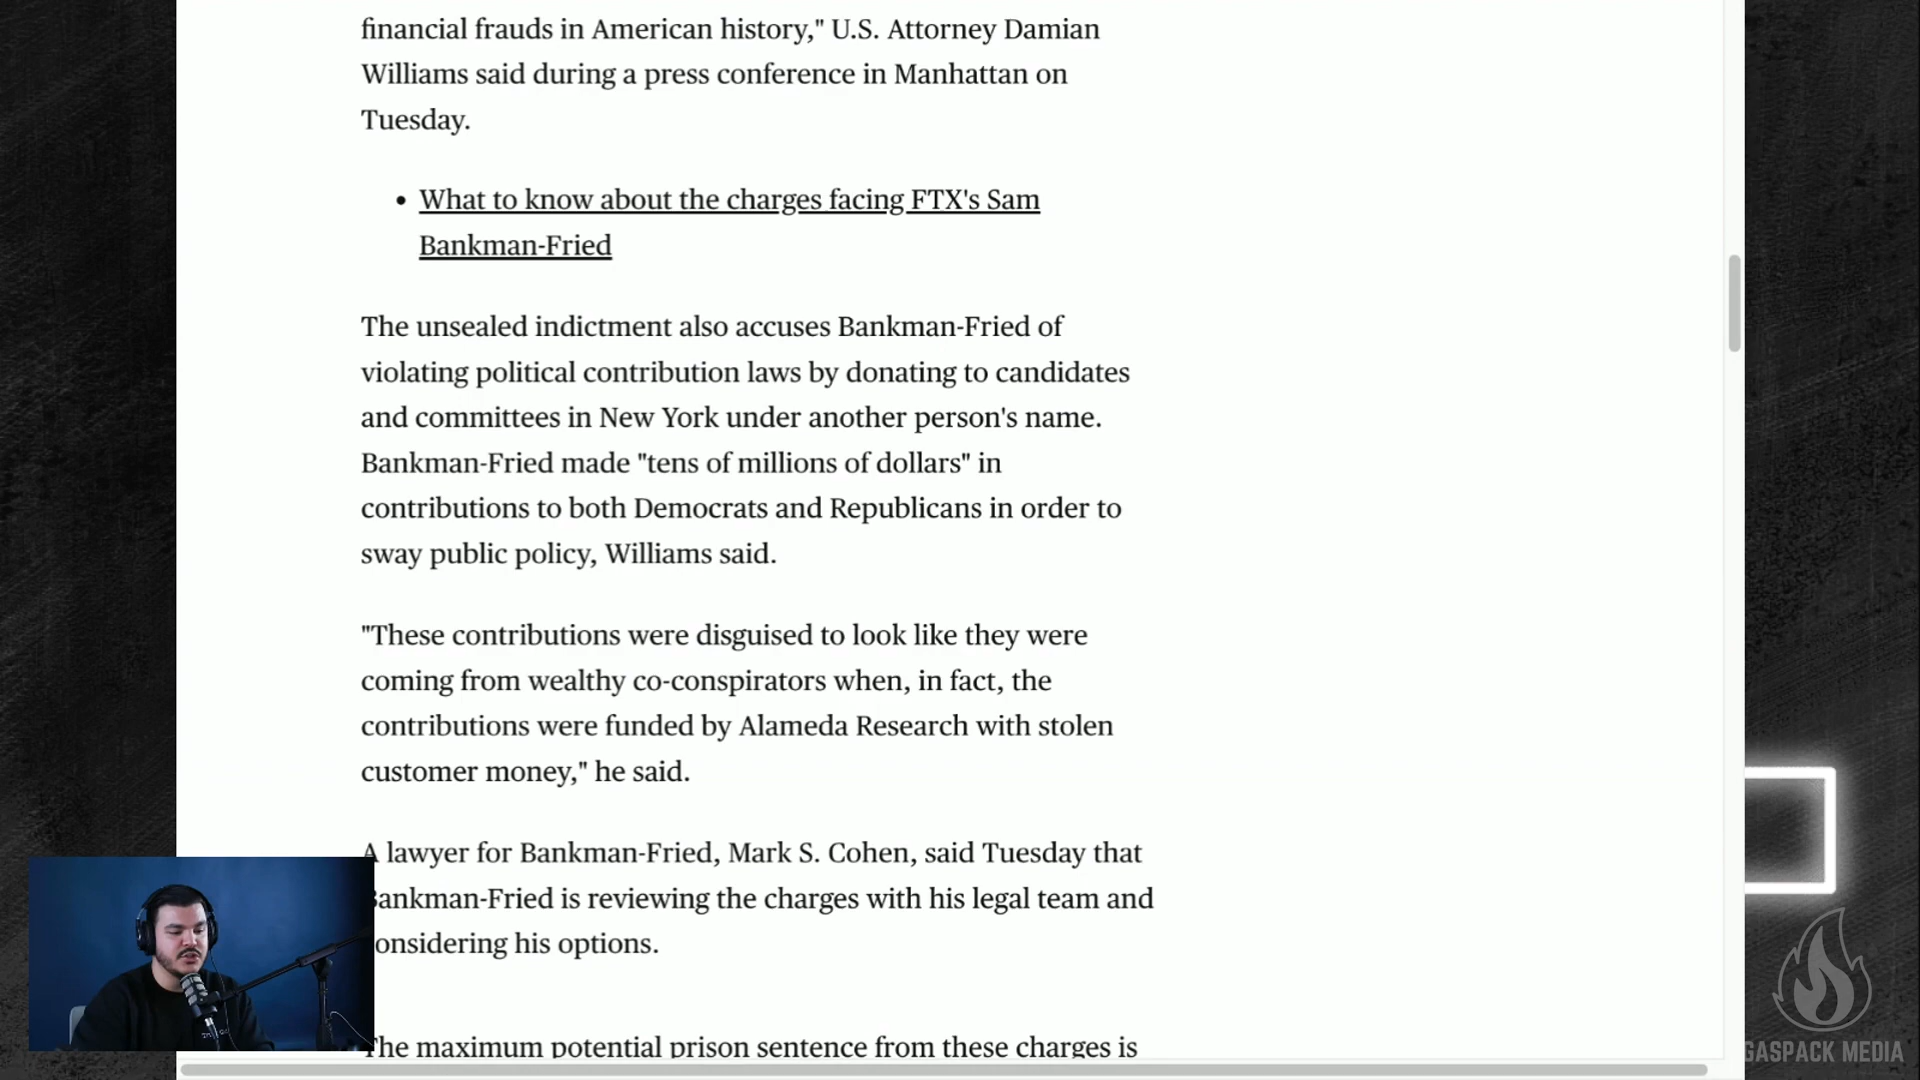 financial frauds in American history," U.S. Attorney Damian
Williams said during a press conference in Manhattan on
Tuesday.
• What to know about the charges facing FTX's Sam
Bankman-Fried
The unsealed indictment also accuses Bankman-Fried of
violating political contribution laws by donating to candidates
and committees in New York under another person's name.
Bankman-Fried made "tens of millions of dollars" in
contributions to both Democrats and Republicans in order to
sway public policy, Williams said.
"These contributions were disguised to look like they were
coming from wealthy co-conspirators when, in fact, the
contributions were funded by Alameda Research with stolen
customer money," he said.
A lawyer for Bankman-Fried, Mark S. Cohen, said Tuesday that
Bankman-Fried is reviewing the charges with his legal team and
considering his options.
The maximum potential prison sentence from these charges is
GASPACK MEDIA